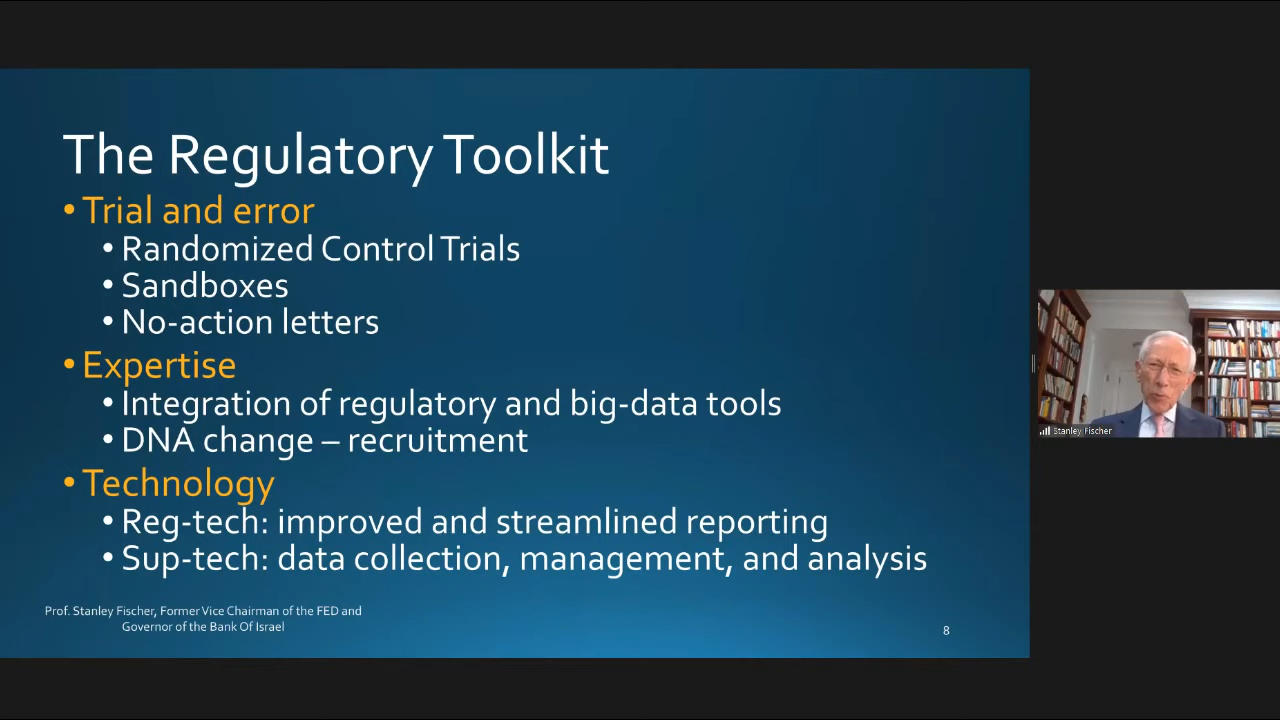 The Regulatory Toolkit
• Trial and error
• Randomized Control Trials
• Sandboxes
• No-action letters
• Expertise
• Integration of regulatory and big-data tools
• DNA change – recruitment
• Technology
• Reg-tech: improved and streamlined reporting
• Sup-tech: data collection, management, and analysis
Prof. Stanley Fischer, Former Vice Chairman of the FED and
Governor of the Bank Of Israel
8
Stanley Fischer